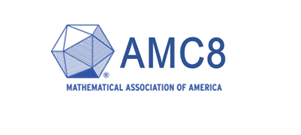 AMC8
®
MATHEMATICAL ASSOCIATION OF AMERICA